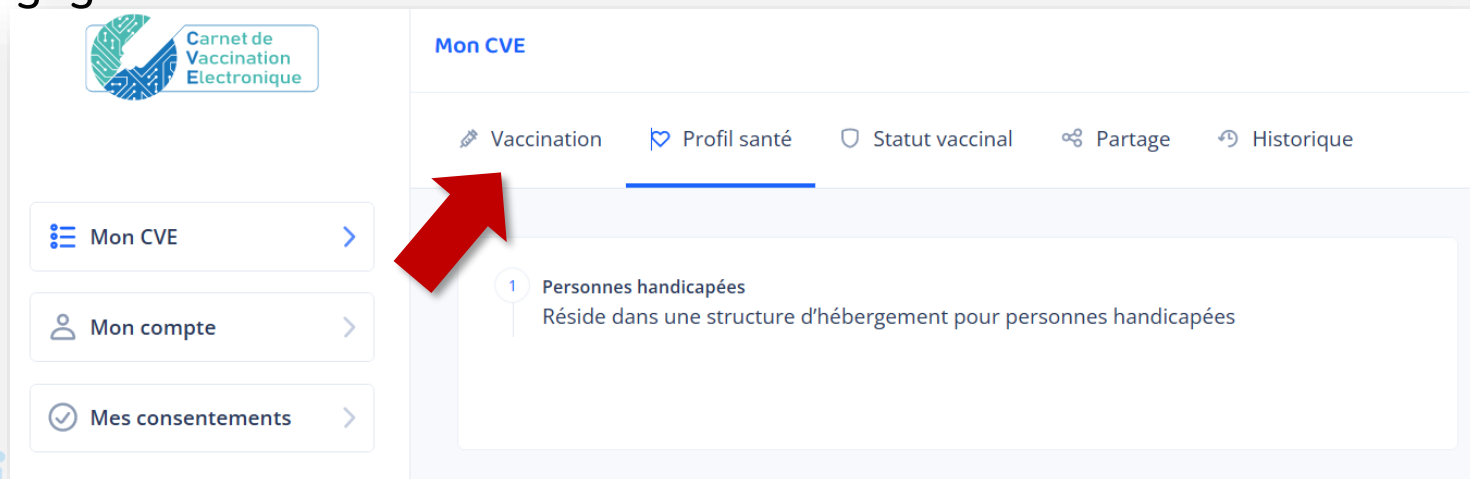 Carnet de
Vaccination
Electronique
Mon CVE
Vaccination Profil santé Statut vaccinal Partage Historique
Mon CVE
Mon compte
Mes consentements
1 Personnes handicapées
Réside dans une structure d’hébergement pour personnes handicapées